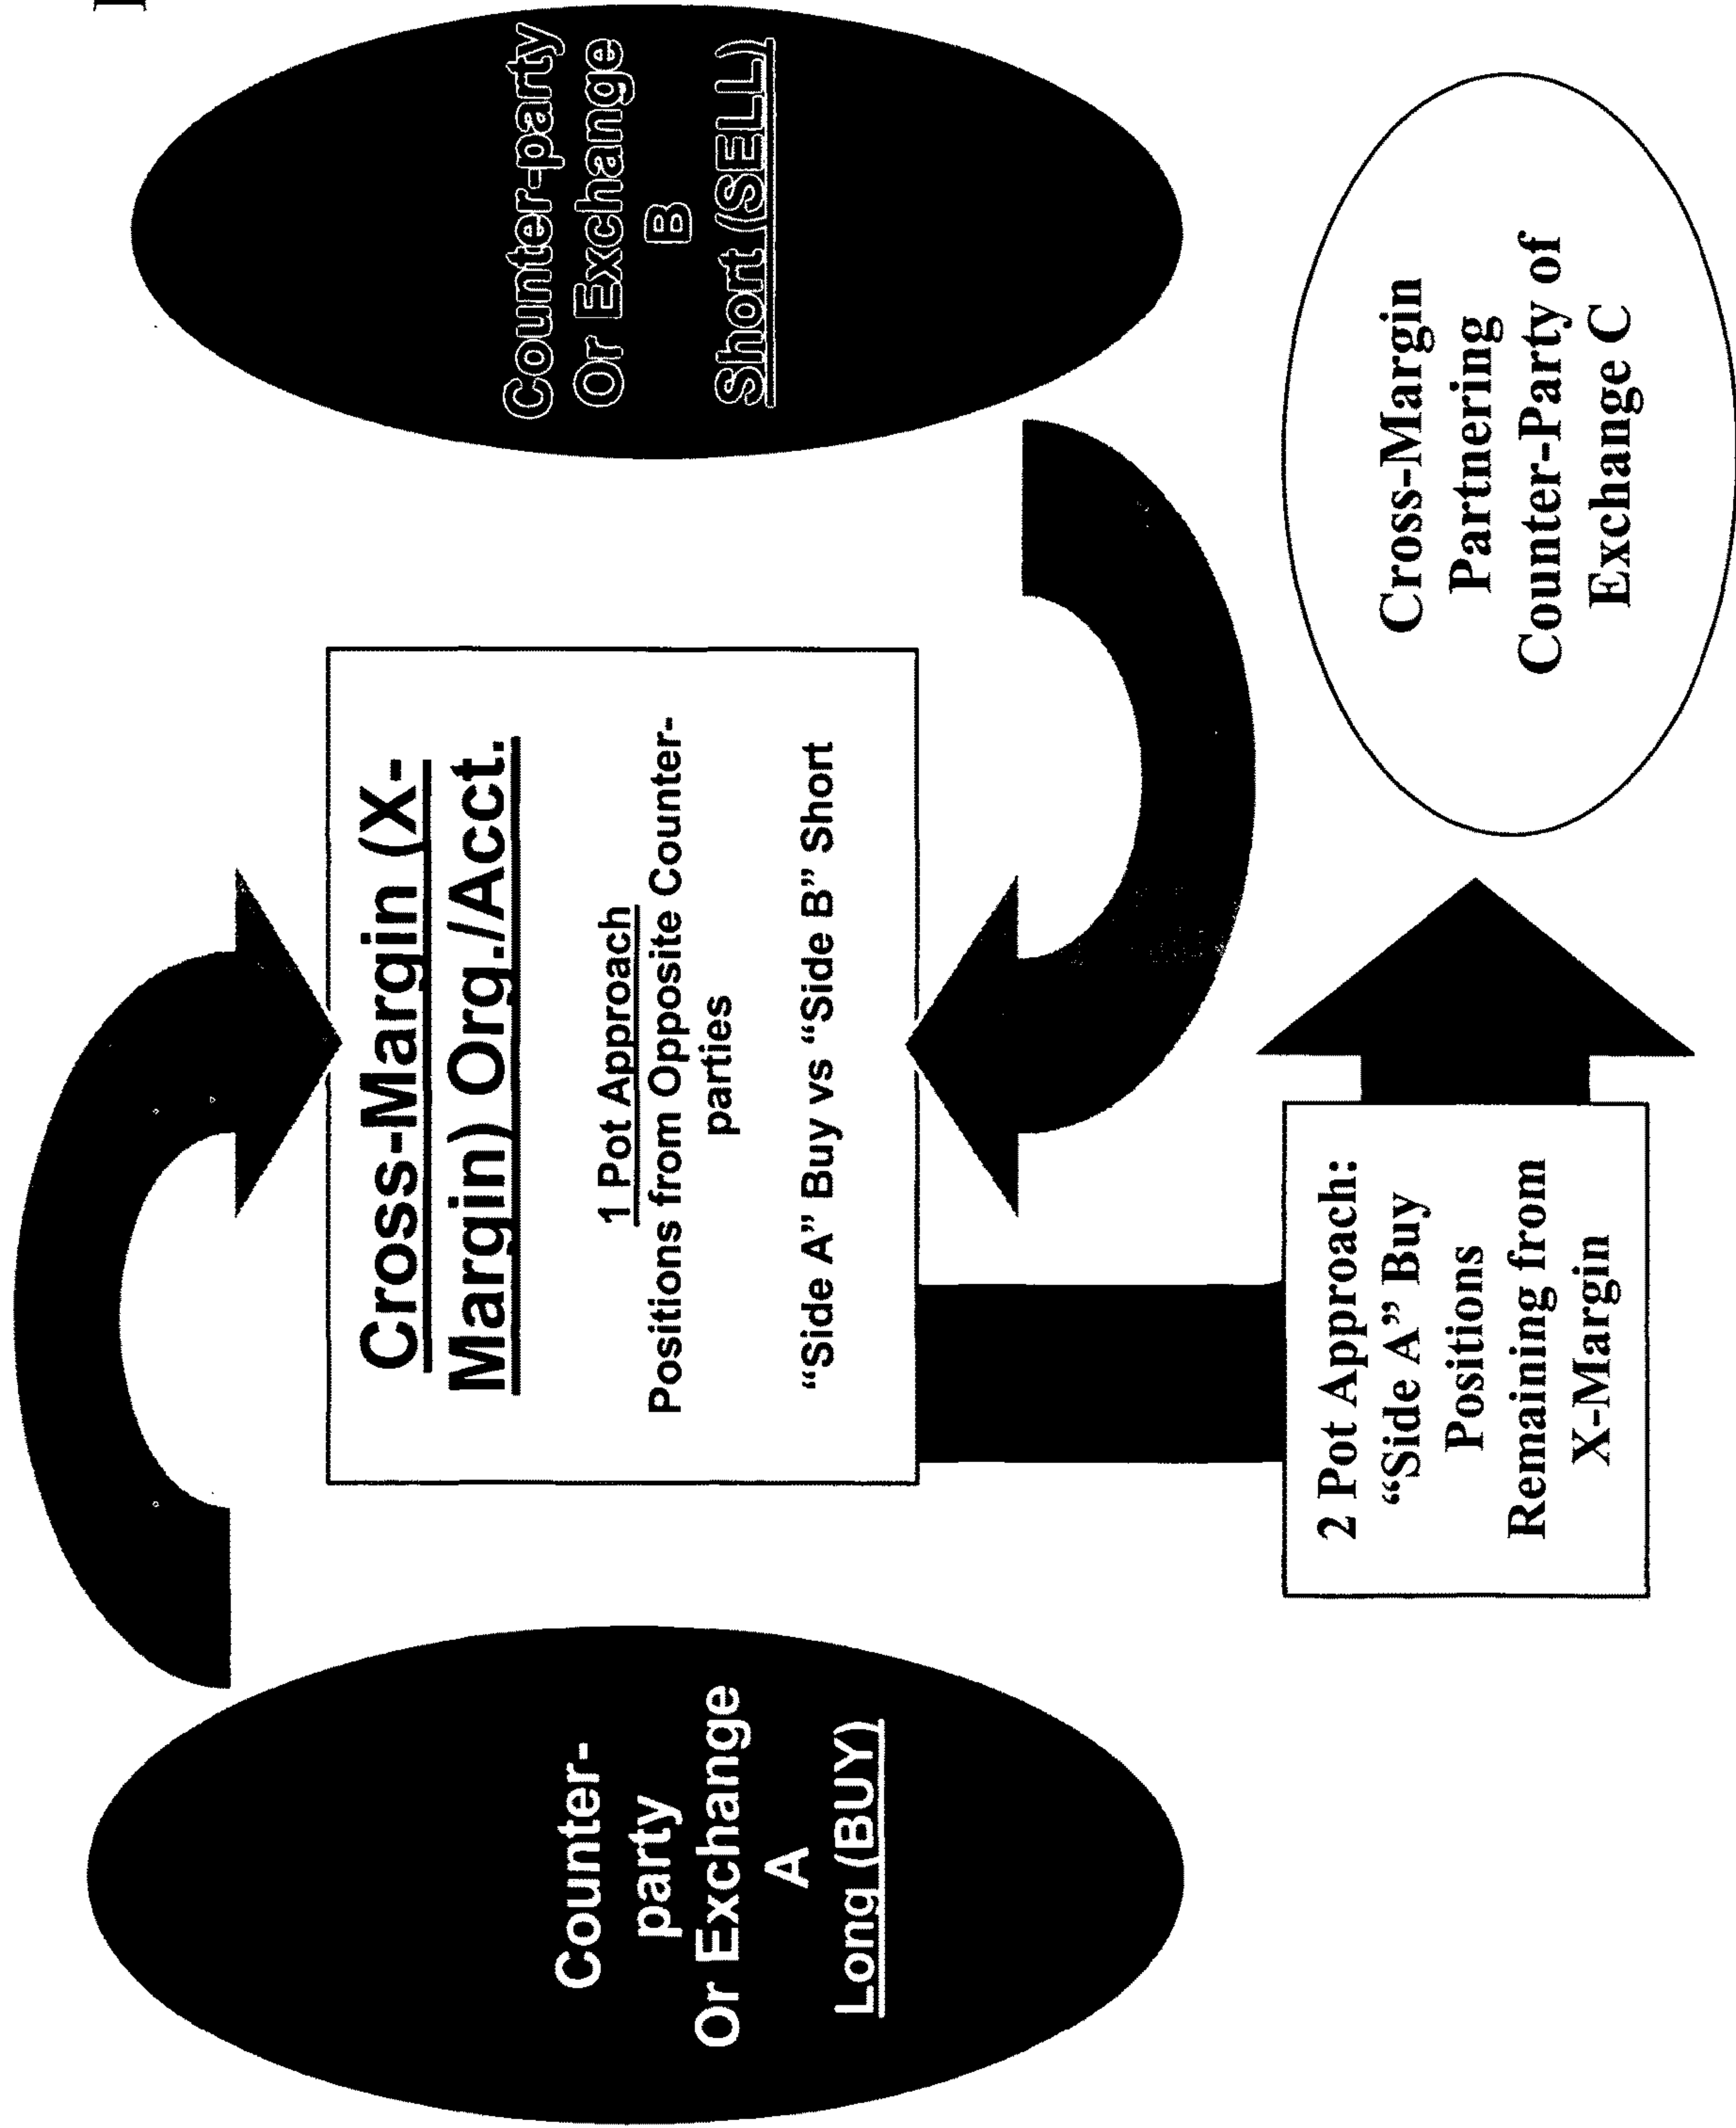 Counter-
party
Or Exchange
A
Long (BUY)
Cross-Margin (X-
Margin) Org./Acct.
1 Pot Approach
Positions from Opposite Counter-
parties
“Side A” Buy vs “Side B” Short
Counter-party
Or Exchange
B
Short (SELL)
2 Pot Approach:
“Side A” Buy
Positions
Remaining from
X-Margin
Cross-Margin
Partnering
Counter-Party of
Exchange C